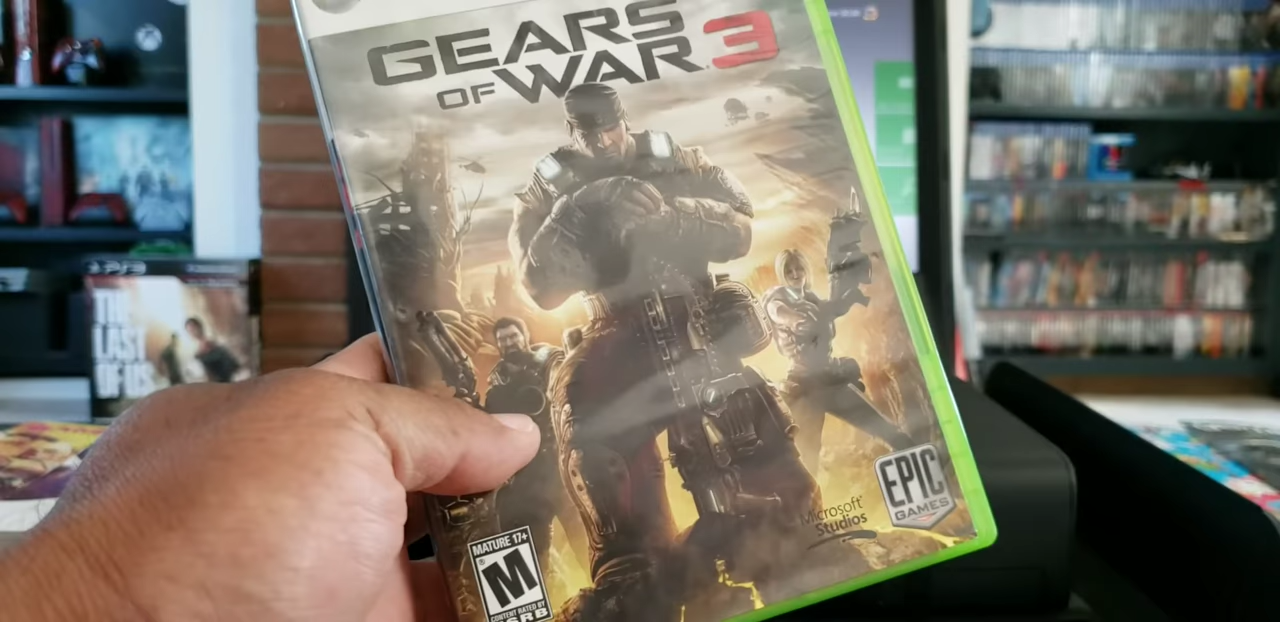 GEARS
OF WAR 3
PS3
THE
LAST
OF US
EPIC
GAMES
Microsoft®
Studios
MATURE 17+
M
CONTENT RATED BY
ESRB